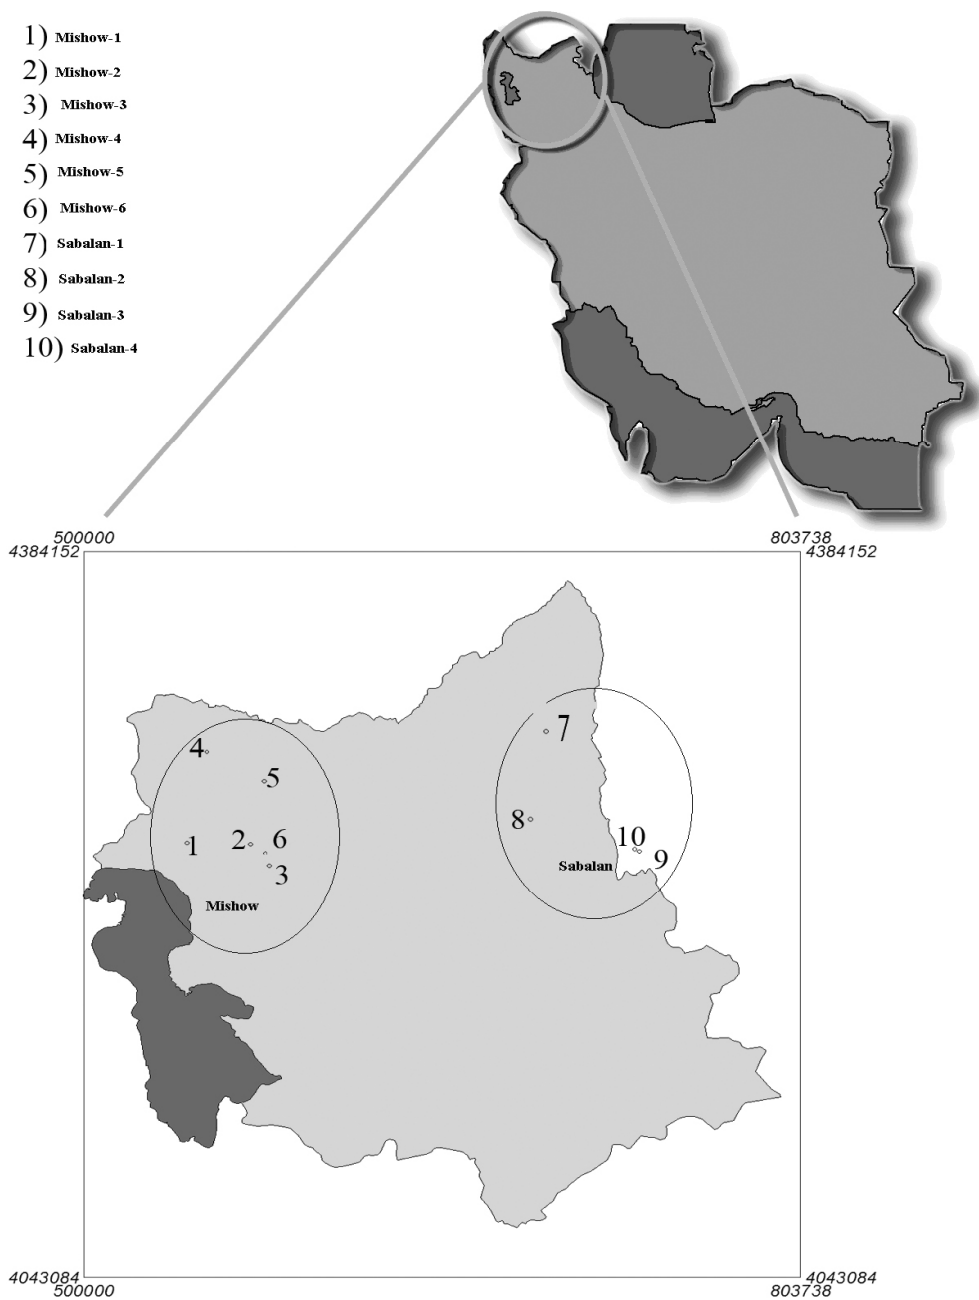 1) Mishow-1
2) Mishow-2
3) Mishow-3
4) Mishow-4
5) Mishow-5
6) Mishow-6
7) Sabalan-1
8) Sabalan-2
9) Sabalan-3
10) Sabalan-4
500000 803738
4384152 4384152
7
4
5
8
1 2 6 10
9
3
Sabalan
Mishow
4043084 4043084
500000 803738